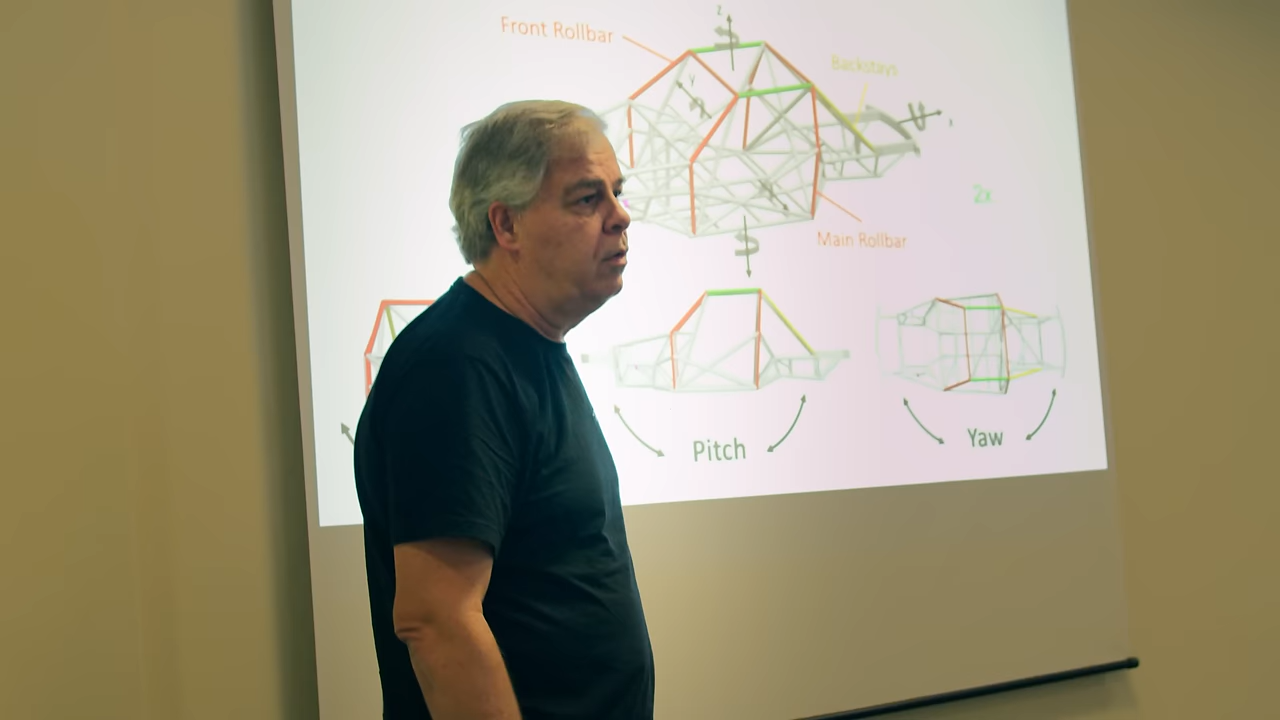 Front Rollbar
z
Y
Backstays
2x
Main Rollbar
Pitch
Yaw